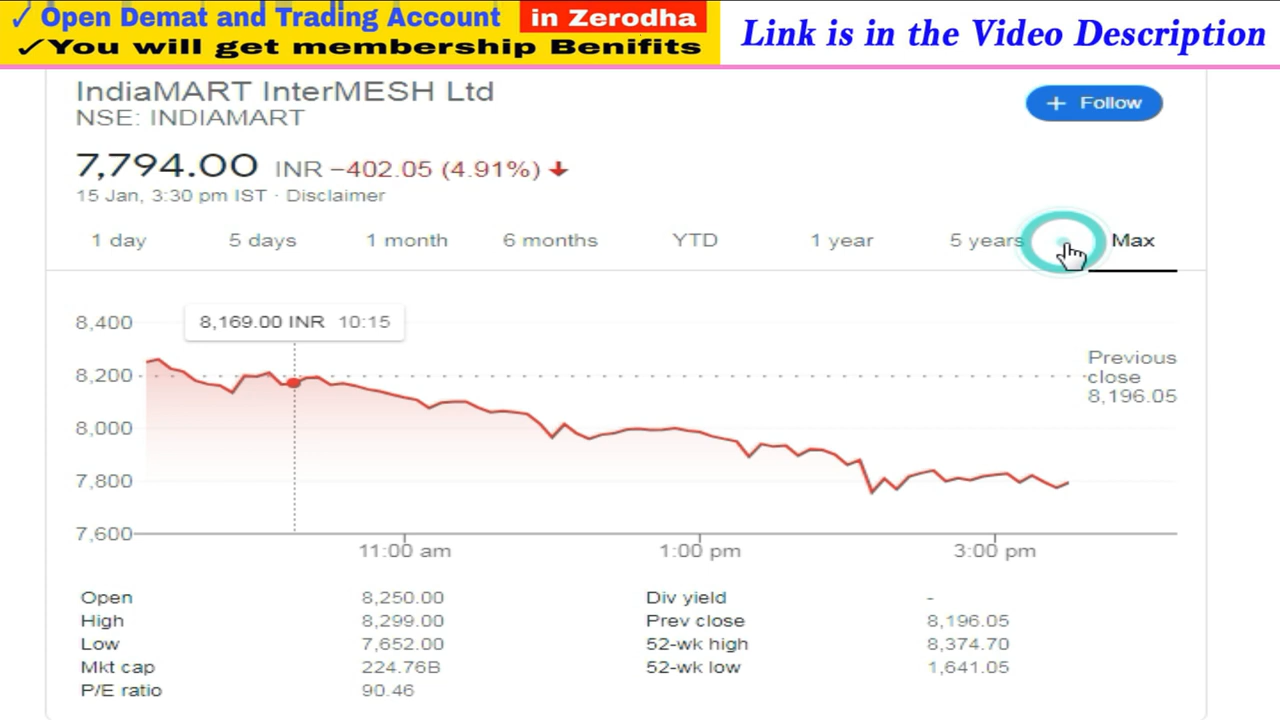 ✓ Open Demat and Trading Account in Zerodha
✓You will get membership Benifits
Link is in the Video Description
IndiaMART InterMESH Ltd
NSE: INDIAMART
+ Follow
7,794.00 INR −402.05 (4.91%) ↓
15 Jan, 3:30 pm IST · Disclaimer
1 day 5 days 1 month 6 months YTD 1 year 5 years Max
8,169.00 INR 10:15
8,400
8,200
8,000
7,800
7,600
Previous
close
8,196.05
11:00 am 1:00 pm 3:00 pm
Open 8,250.00 Div yield -
High 8,299.00 Prev close 8,196.05
Low 7,652.00 52-wk high 8,374.70
Mkt cap 224.76B 52-wk low 1,641.05
P/E ratio 90.46